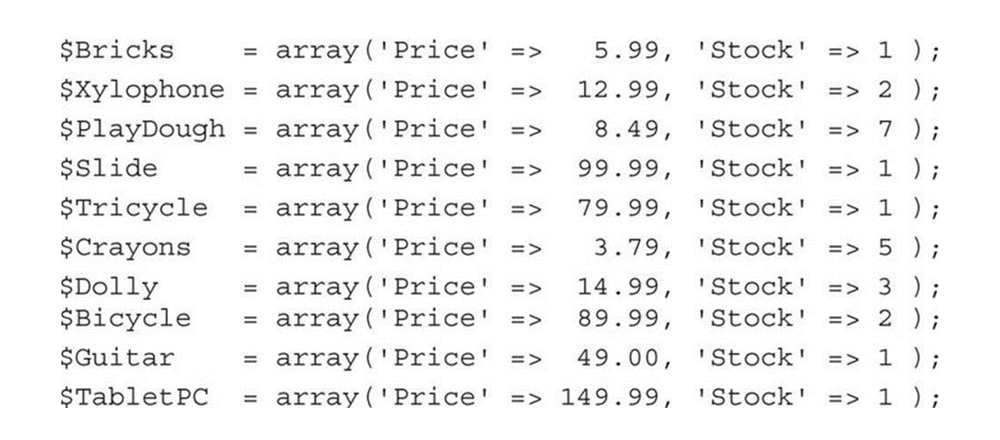 $Bricks     = array('Price' =>   5.99, 'Stock' => 1 );
$Xylophone = array('Price' =>  12.99, 'Stock' => 2 );
$PlayDough = array('Price' =>   8.49, 'Stock' => 7 );
$Slide     = array('Price' =>  99.99, 'Stock' => 1 );
$Tricycle  = array('Price' =>  79.99, 'Stock' => 1 );
$Crayons   = array('Price' =>   3.79, 'Stock' => 5 );
$Dolly     = array('Price' =>  14.99, 'Stock' => 3 );
$Bicycle   = array('Price' =>  89.99, 'Stock' => 2 );
$Guitar    = array('Price' =>  49.00, 'Stock' => 1 );
$TabletPC  = array('Price' => 149.99, 'Stock' => 1 );